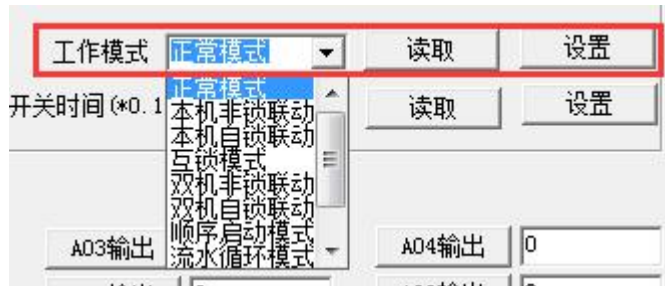 工作模式 正常模式 读取 设置
正常模式
开关时间(*0.1 读取 设置
本机非锁联动
本机自锁联动
互锁模式
双机非锁联动
双机自锁联动
顺序启动模式
A03输出 A04输出 0
流水循环模式